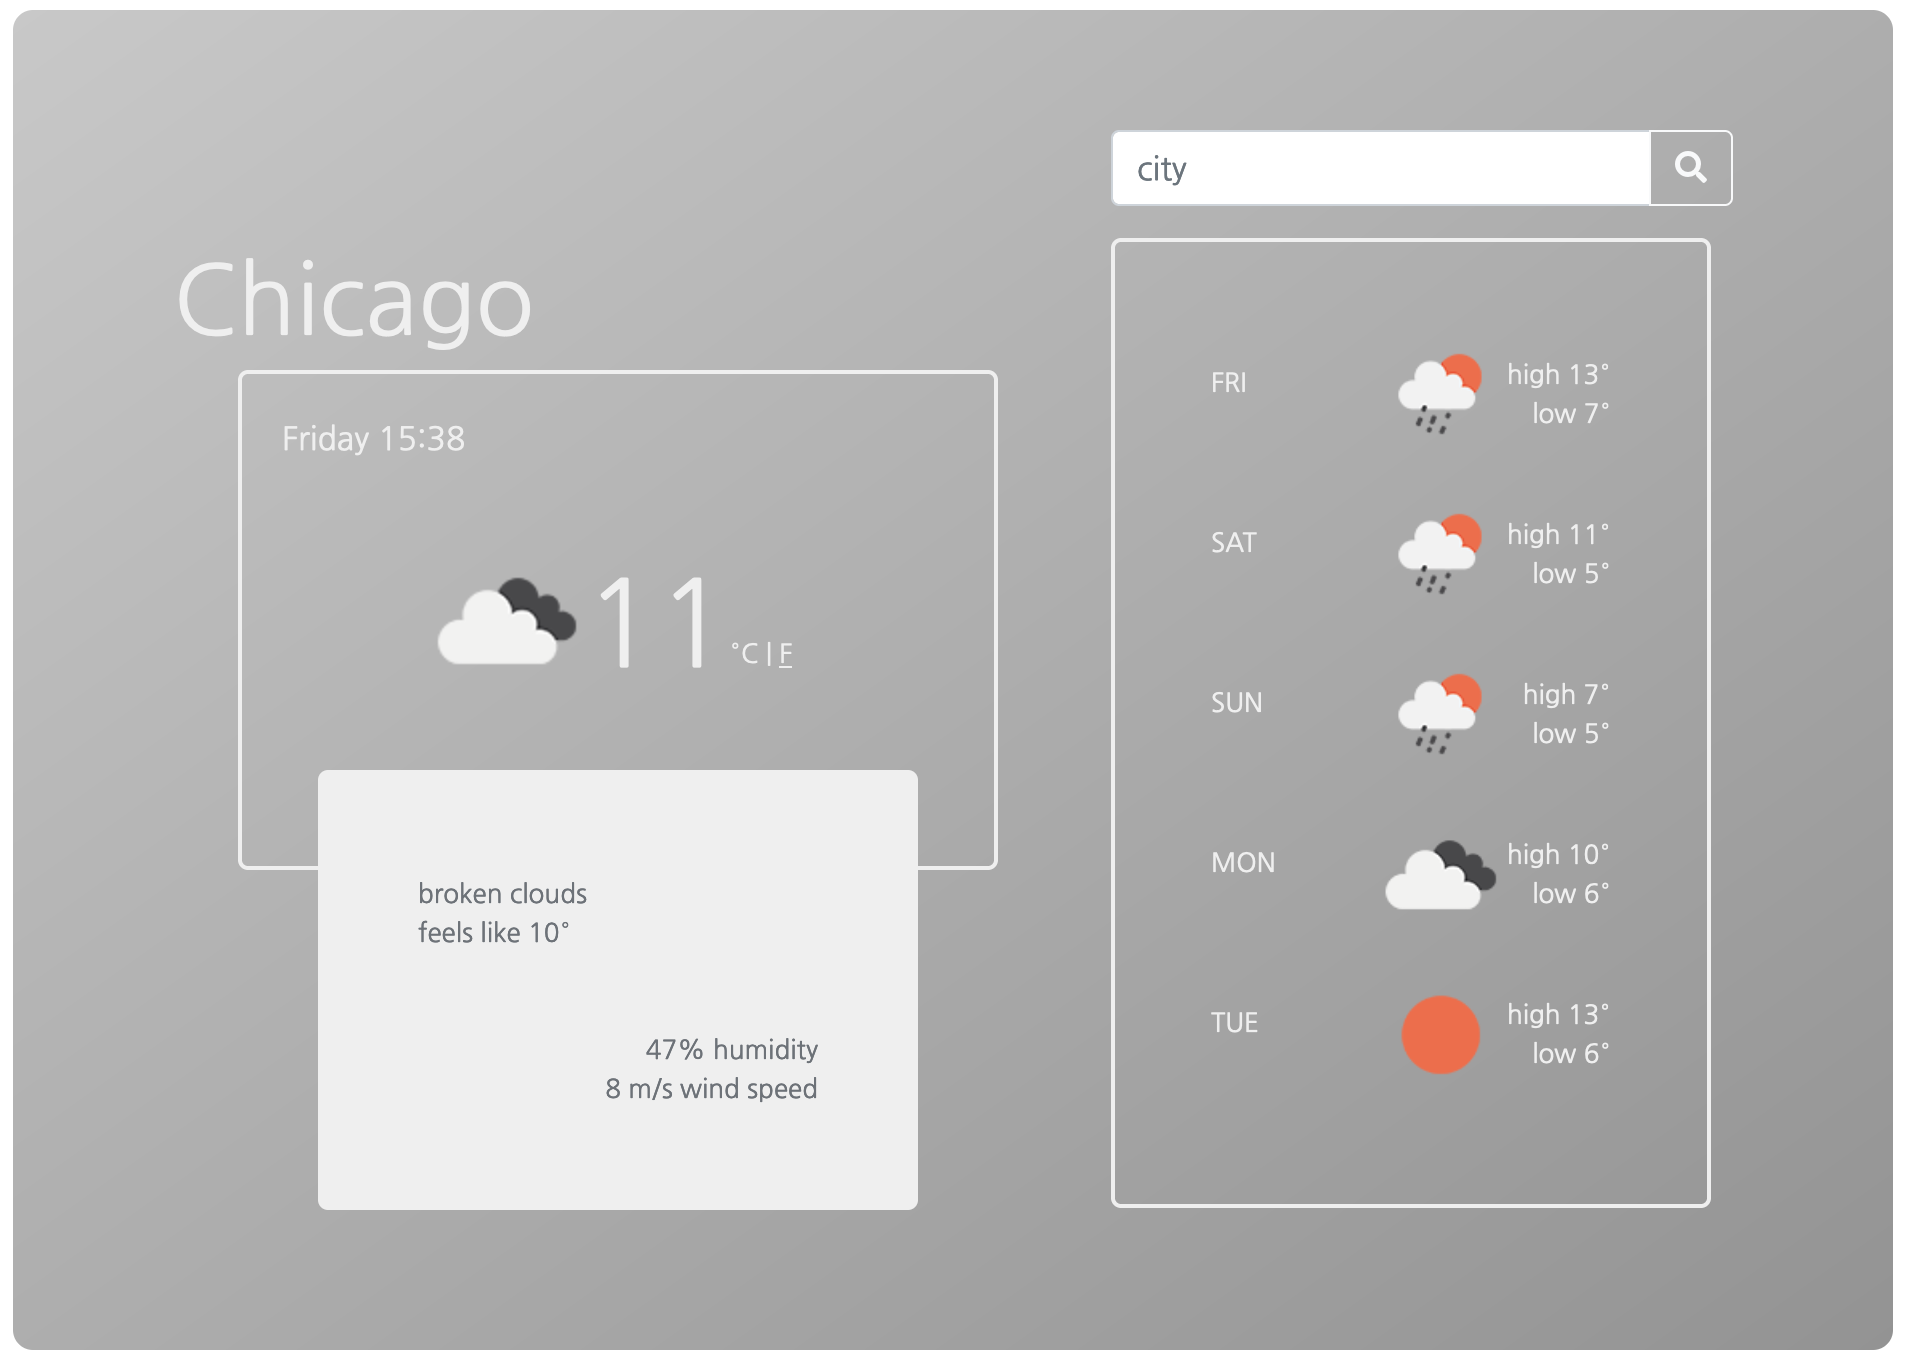 city
Chicago
Friday 15:38
11 °C | F
broken clouds
feels like 10°
47% humidity
8 m/s wind speed
FRI
high 13°
low 7°
SAT
high 11°
low 5°
SUN
high 7°
low 5°
MON
high 10°
low 6°
TUE
high 13°
low 6°